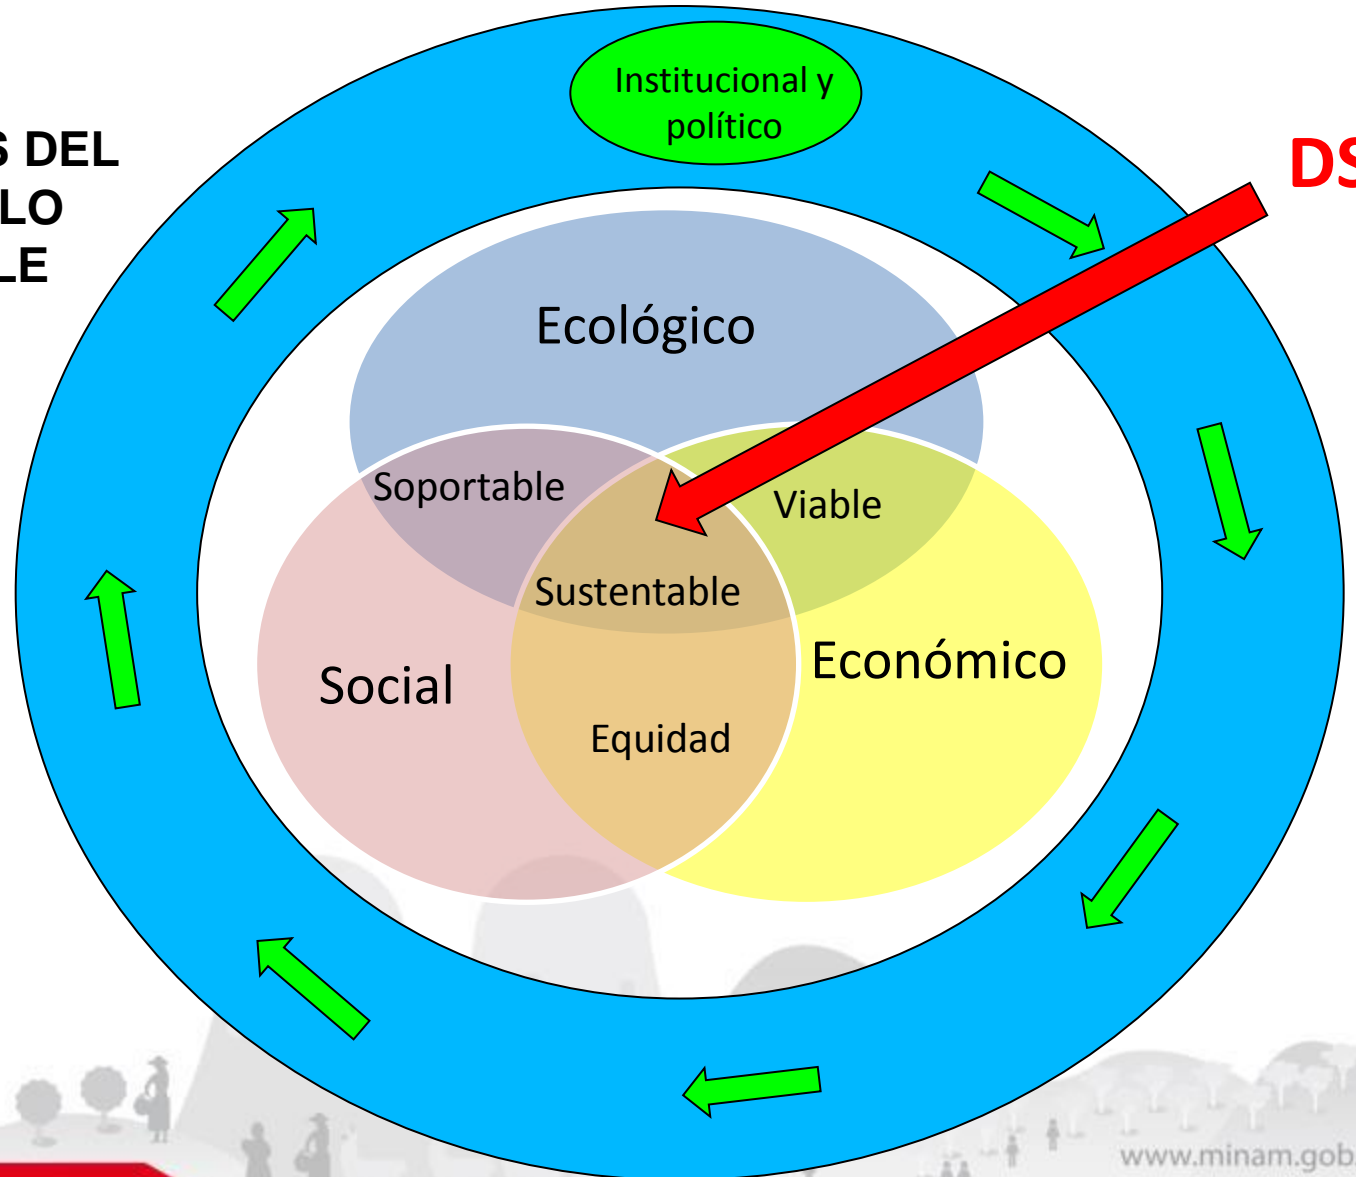 Institucional y
político
S DEL
LO
LE
DS
Ecológico
Soportable
Viable
Sustentable
Económico
Social
Equidad
www.minam.gob.